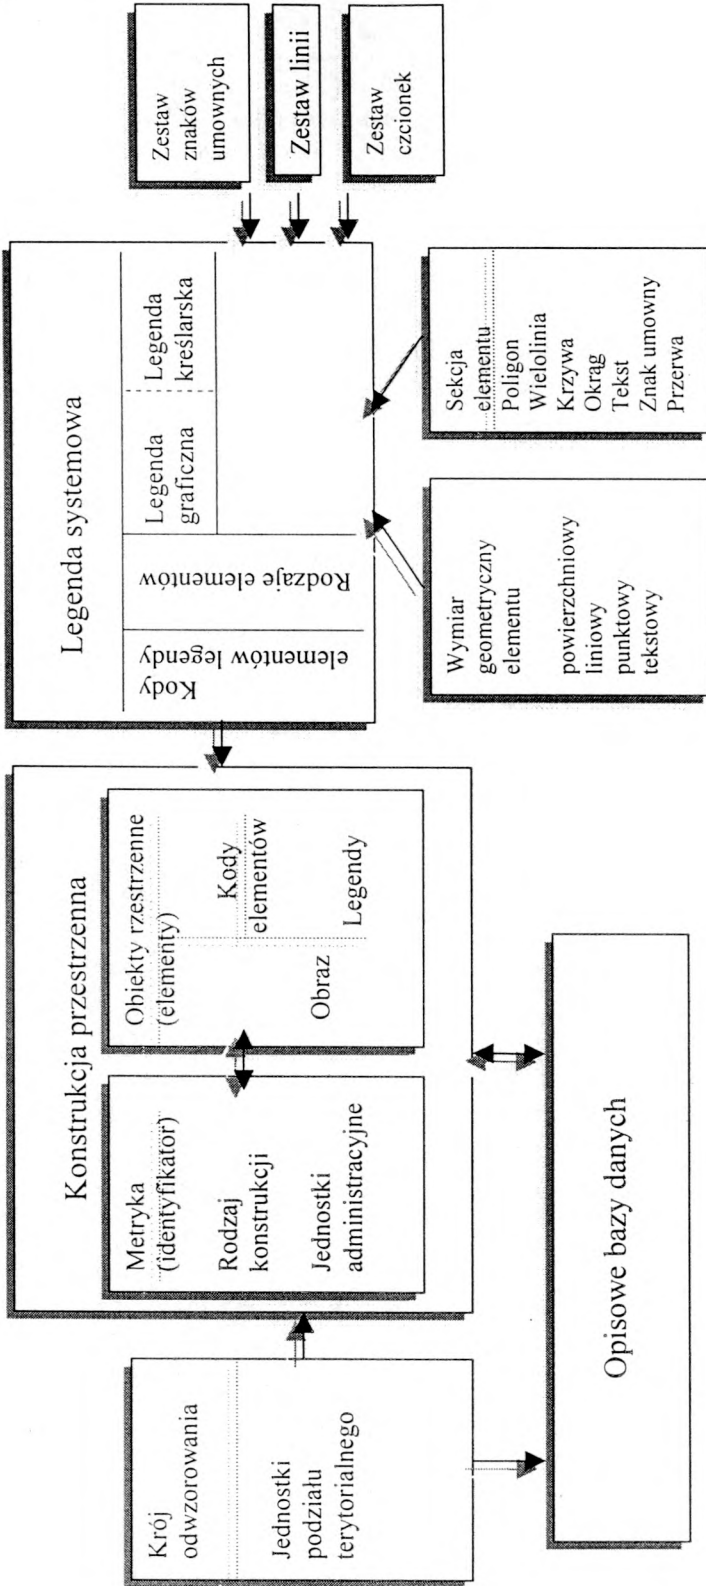 Krój
odwzorowania
Jednostki
podziału
terytorialnego
Konstrukcja przestrzenna
Metryka
(identyfikator)
Rodzaj
konstrukcji
Jednostki
administracyjne
Obiekty rzestrzenne
(elementy)
Obraz
Kody
elementów
Legendy
Opisowe bazy danych
Legenda systemowa
Kody
elementów legendy
Rodzaje elementów
Legenda
graficzna
Legenda
kreślarska
Zestaw
znaków
umownych
Zestaw linii
Zestaw
czcionek
Wymiar
geometryczny
elementu
powierzchniowy
liniowy
punktowy
tekstowy
Sekcja
elementu
Poligon
Wielolinia
Krzywa
Okrąg
Tekst
Znak umowny
Przerwa